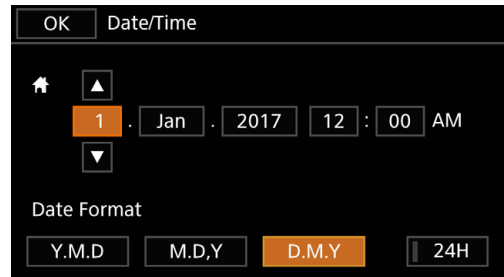 OK Date/Time
1 . Jan . 2017 12 : 00 AM
Date Format
Y.M.D M.D,Y D.M.Y 24H